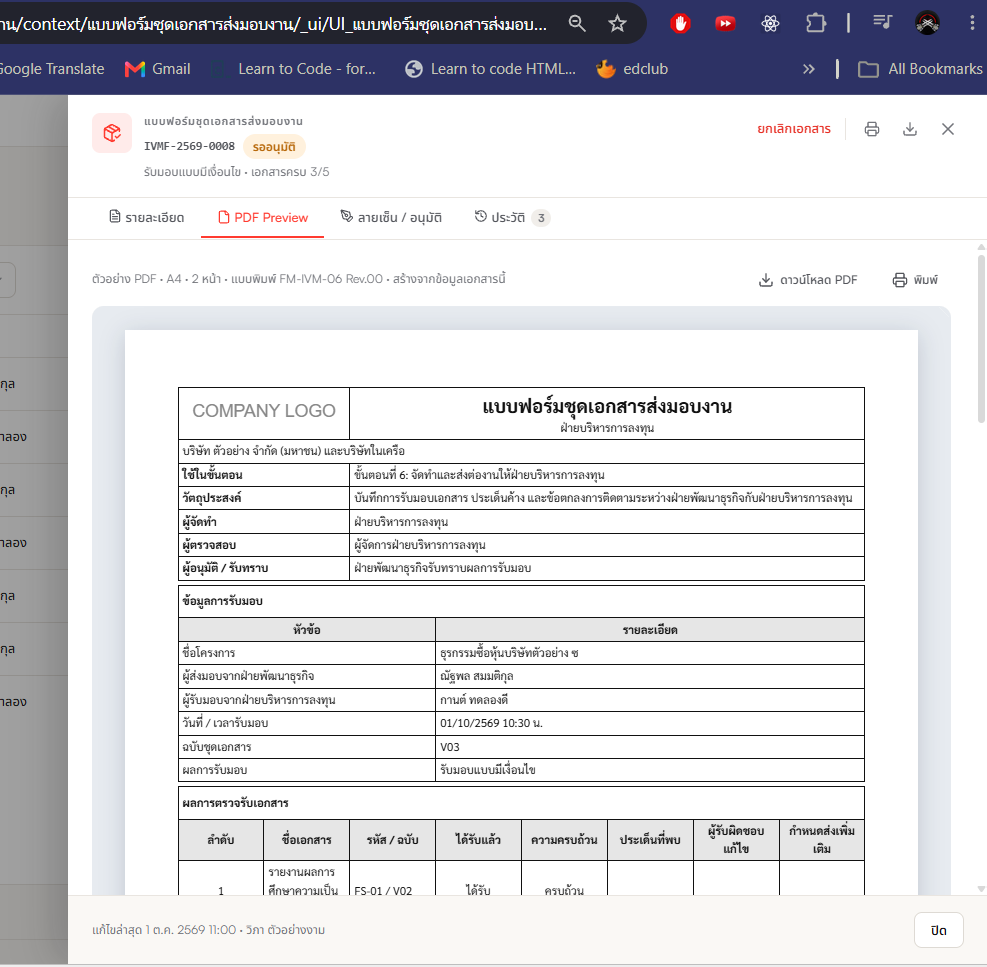 าน/context/แบบฟอร์มชุดเอกสารส่งมอบงาน/_ui/UI_แบบฟอร์มชุดเอกสารส่งมอบ...
Google Translate
Gmail
Learn to Code - for...
Learn to code HTML...
edclub
»
All Bookmarks
แบบฟอร์มชุดเอกสารส่งมอบงาน
IVMF-2569-0008 รออนุมัติ
รับมอบแบบมีเงื่อนไข • เอกสารครบ 3/5
ยกเลิกเอกสาร
รายละเอียด
PDF Preview
ลายเซ็น / อนุมัติ
ประวัติ 3
ตัวอย่าง PDF • A4 • 2 หน้า • แบบพิมพ์ FM-IVM-06 Rev.00 • สร้างจากข้อมูลเอกสารนี้
ดาวน์โหลด PDF
พิมพ์
กุล
าลอง
กุล
าลอง
กุล
กุล
าลอง
COMPANY LOGO
แบบฟอร์มชุดเอกสารส่งมอบงาน
ฝ่ายบริหารการลงทุน
บริษัท ตัวอย่าง จำกัด (มหาชน) และบริษัทในเครือ
ใช้ในขั้นตอน ขั้นตอนที่ 6: จัดทำและส่งต่องานให้ฝ่ายบริหารการลงทุน
วัตถุประสงค์ บันทึกการรับมอบเอกสาร ประเด็นค้าง และข้อตกลงการติดตามระหว่างฝ่ายพัฒนาธุรกิจกับฝ่ายบริหารการลงทุน
ผู้จัดทำ ฝ่ายบริหารการลงทุน
ผู้ตรวจสอบ ผู้จัดการฝ่ายบริหารการลงทุน
ผู้อนุมัติ / รับทราบ ฝ่ายพัฒนาธุรกิจรับทราบผลการรับมอบ
ข้อมูลการรับมอบ
หัวข้อ รายละเอียด
ชื่อโครงการ ธุรกรรมซื้อหุ้นบริษัทตัวอย่าง ซ
ผู้ส่งมอบจากฝ่ายพัฒนาธุรกิจ ณัฐพล สมมติกุล
ผู้รับมอบจากฝ่ายบริหารการลงทุน กานต์ ทดลองดี
วันที่ / เวลารับมอบ 01/10/2569 10:30 น.
ฉบับชุดเอกสาร V03
ผลการรับมอบ รับมอบแบบมีเงื่อนไข
ผลการตรวจรับเอกสาร
ลำดับ ชื่อเอกสาร รหัส / ฉบับ ได้รับแล้ว ความครบถ้วน ประเด็นที่พบ ผู้รับผิดชอบ กำหนดส่งเพิ่ม
แก้ไข เติม
รายงานผลการ
1 ศึกษาความเป็น FS-01 / V02 ได้รับ ครบถ้วน
แก้ไขล่าสุด 1 ต.ค. 2569 11:00 • วิภา ตัวอย่างงาม
ปิด